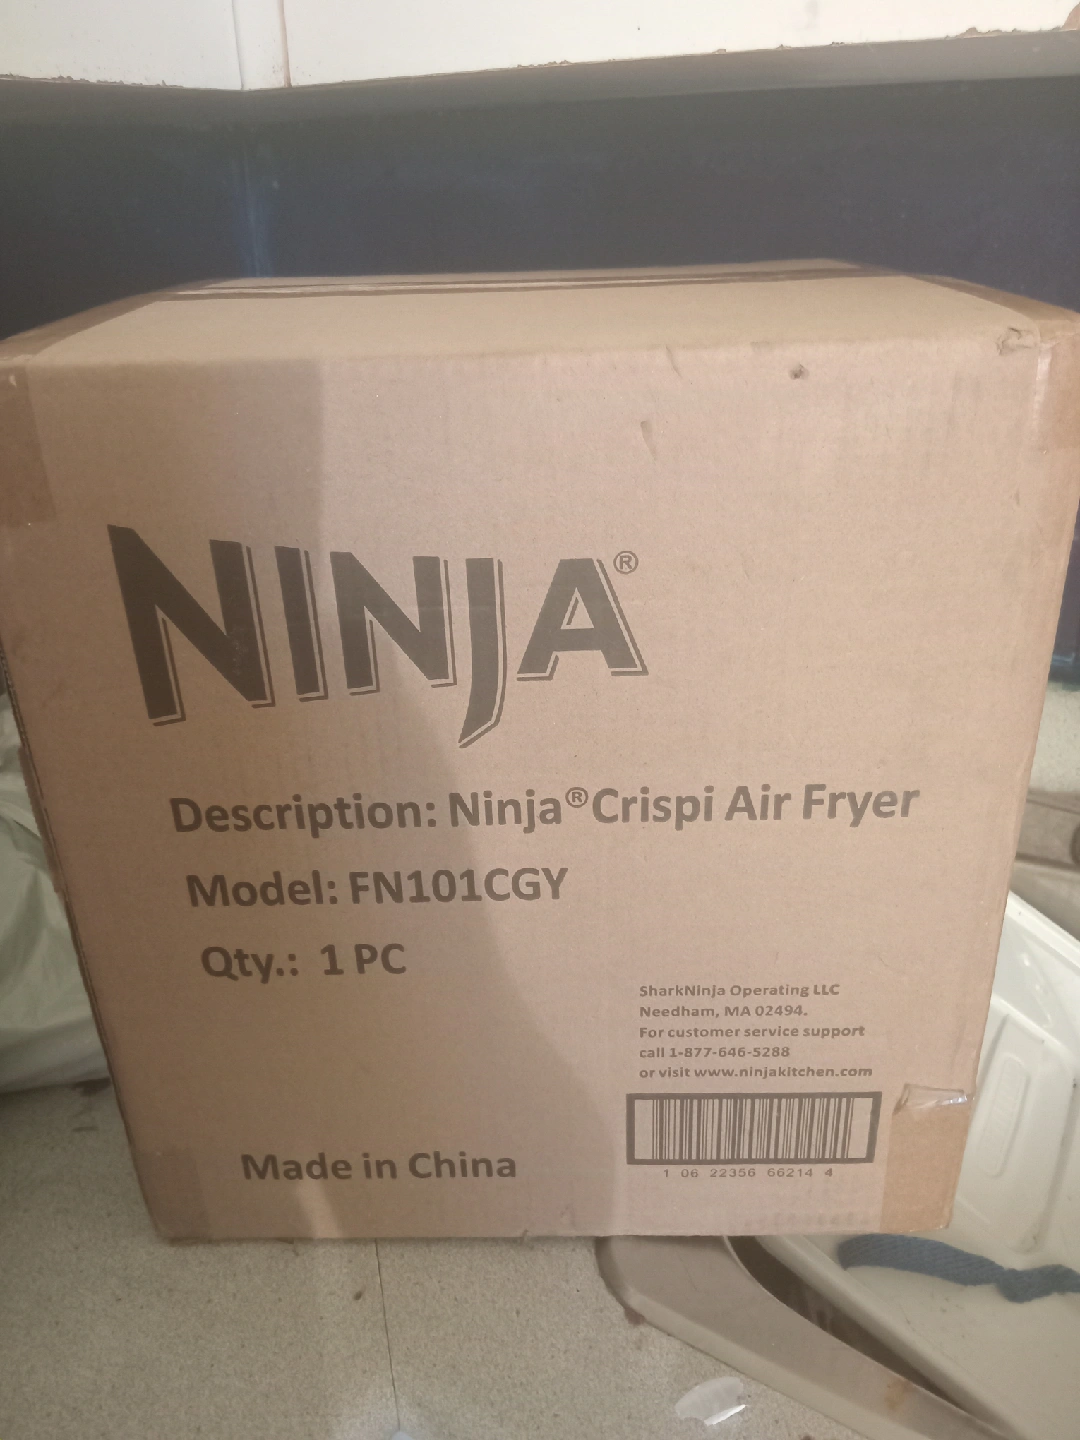 NINJA®
Description: Ninja® Crispi Air Fryer
Model: FN101CGY
Qty.: 1 PC
SharkNinja Operating LLC
Needham, MA 02494.
For customer service support
call 1-877-646-5288
or visit www.ninjakitchen.com
1 06 22356 66214 4
Made in China